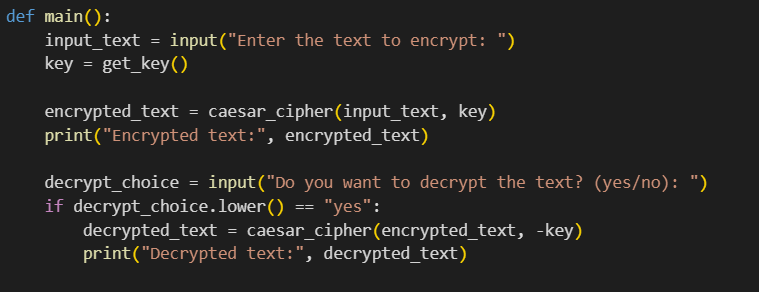 def main():
    input_text = input("Enter the text to encrypt: ")
    key = get_key()
    encrypted_text = caesar_cipher(input_text, key)
    print("Encrypted text:", encrypted_text)
    decrypt_choice = input("Do you want to decrypt the text? (yes/no): ")
    if decrypt_choice.lower() == "yes":
        decrypted_text = caesar_cipher(encrypted_text, -key)
        print("Decrypted text:", decrypted_text)